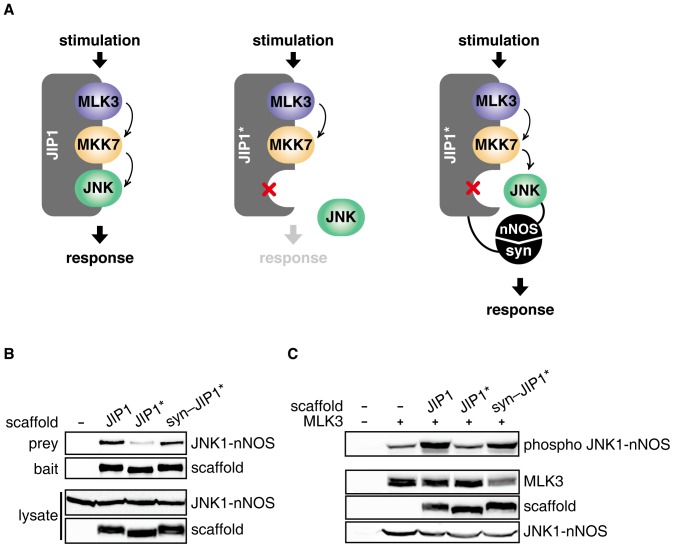 A
stimulation stimulation stimulation
MLK3 MLK3 MLK3
JIP1 MKK7 JIP1* MKK7 JIP1* MKK7
JNK JNK JNK
nNOS
syn
response response
response
B
scaffold – JIP1 JIP1* syn–JIP1*
prey JNK1-nNOS
bait scaffold
lysate JNK1-nNOS
scaffold
C
scaffold – – JIP1 JIP1* syn–JIP1*
MLK3 – + + + +
phospho JNK1-nNOS
MLK3
scaffold
JNK1-nNOS